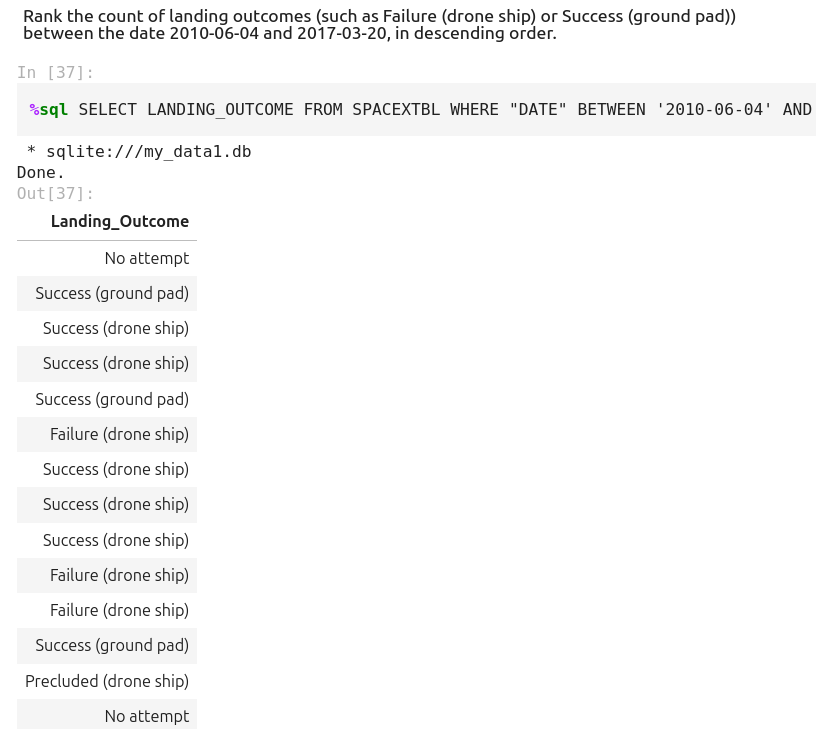 Rank the count of landing outcomes (such as Failure (drone ship) or Success (ground pad))
between the date 2010-06-04 and 2017-03-20, in descending order.
In [37]:
%sql SELECT LANDING_OUTCOME FROM SPACEXTBL WHERE "DATE" BETWEEN '2010-06-04' AND
* sqlite:///my_data1.db
Done.
Out[37]:
Landing_Outcome
No attempt
Success (ground pad)
Success (drone ship)
Success (drone ship)
Success (ground pad)
Failure (drone ship)
Success (drone ship)
Success (drone ship)
Success (drone ship)
Failure (drone ship)
Failure (drone ship)
Success (ground pad)
Precluded (drone ship)
No attempt